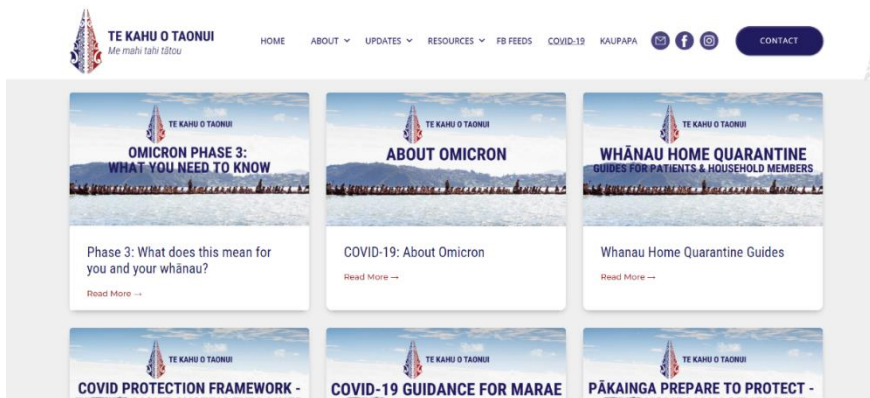 TE KAHU O TAONUI
Me mahi tahi tātou
HOME ABOUT UPDATES RESOURCES FB FEEDS COVID-19 KAUPAPA CONTACT
TE KAHU O TAONUI
OMICRON PHASE 3:
WHAT YOU NEED TO KNOW
Phase 3: What does this mean for
you and your whānau?
Read More →
TE KAHU O TAONUI
ABOUT OMICRON
COVID-19: About Omicron
Read More →
TE KAHU O TAONUI
WHĀNAU HOME QUARANTINE
GUIDES FOR PATIENTS & HOUSEHOLD MEMBERS
Whanau Home Quarantine Guides
Read More →
TE KAHU O TAONUI
COVID PROTECTION FRAMEWORK -
TE KAHU O TAONUI
COVID-19 GUIDANCE FOR MARAE
TE KAHU O TAONUI
PĀKAINGA PREPARE TO PROTECT -